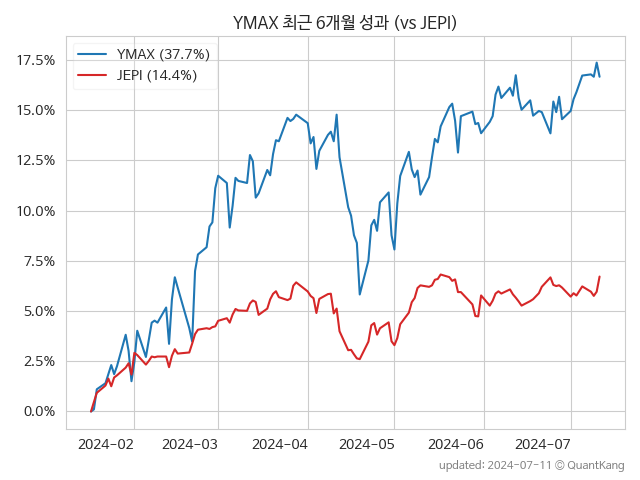 YMAX 최근 6개월 성과 (vs JEPI)
YMAX (37.7%)
JEPI (14.4%)
17.5%
15.0%
12.5%
10.0%
7.5%
5.0%
2.5%
0.0%
2024-02 2024-03 2024-04 2024-05 2024-06 2024-07
updated: 2024-07-11 © QuantKang